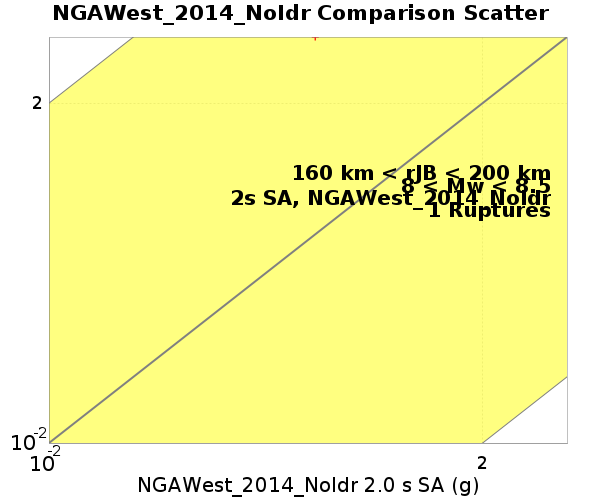 NGAWest_2014_NoIdr Comparison Scatter
2
160 km < rJB < 200 km
8 < Mw < 8.5
2s SA, NGAWest_2014_NoIdr
1 Ruptures
10^-2
10^-2 2
NGAWest_2014_NoIdr 2.0 s SA (g)